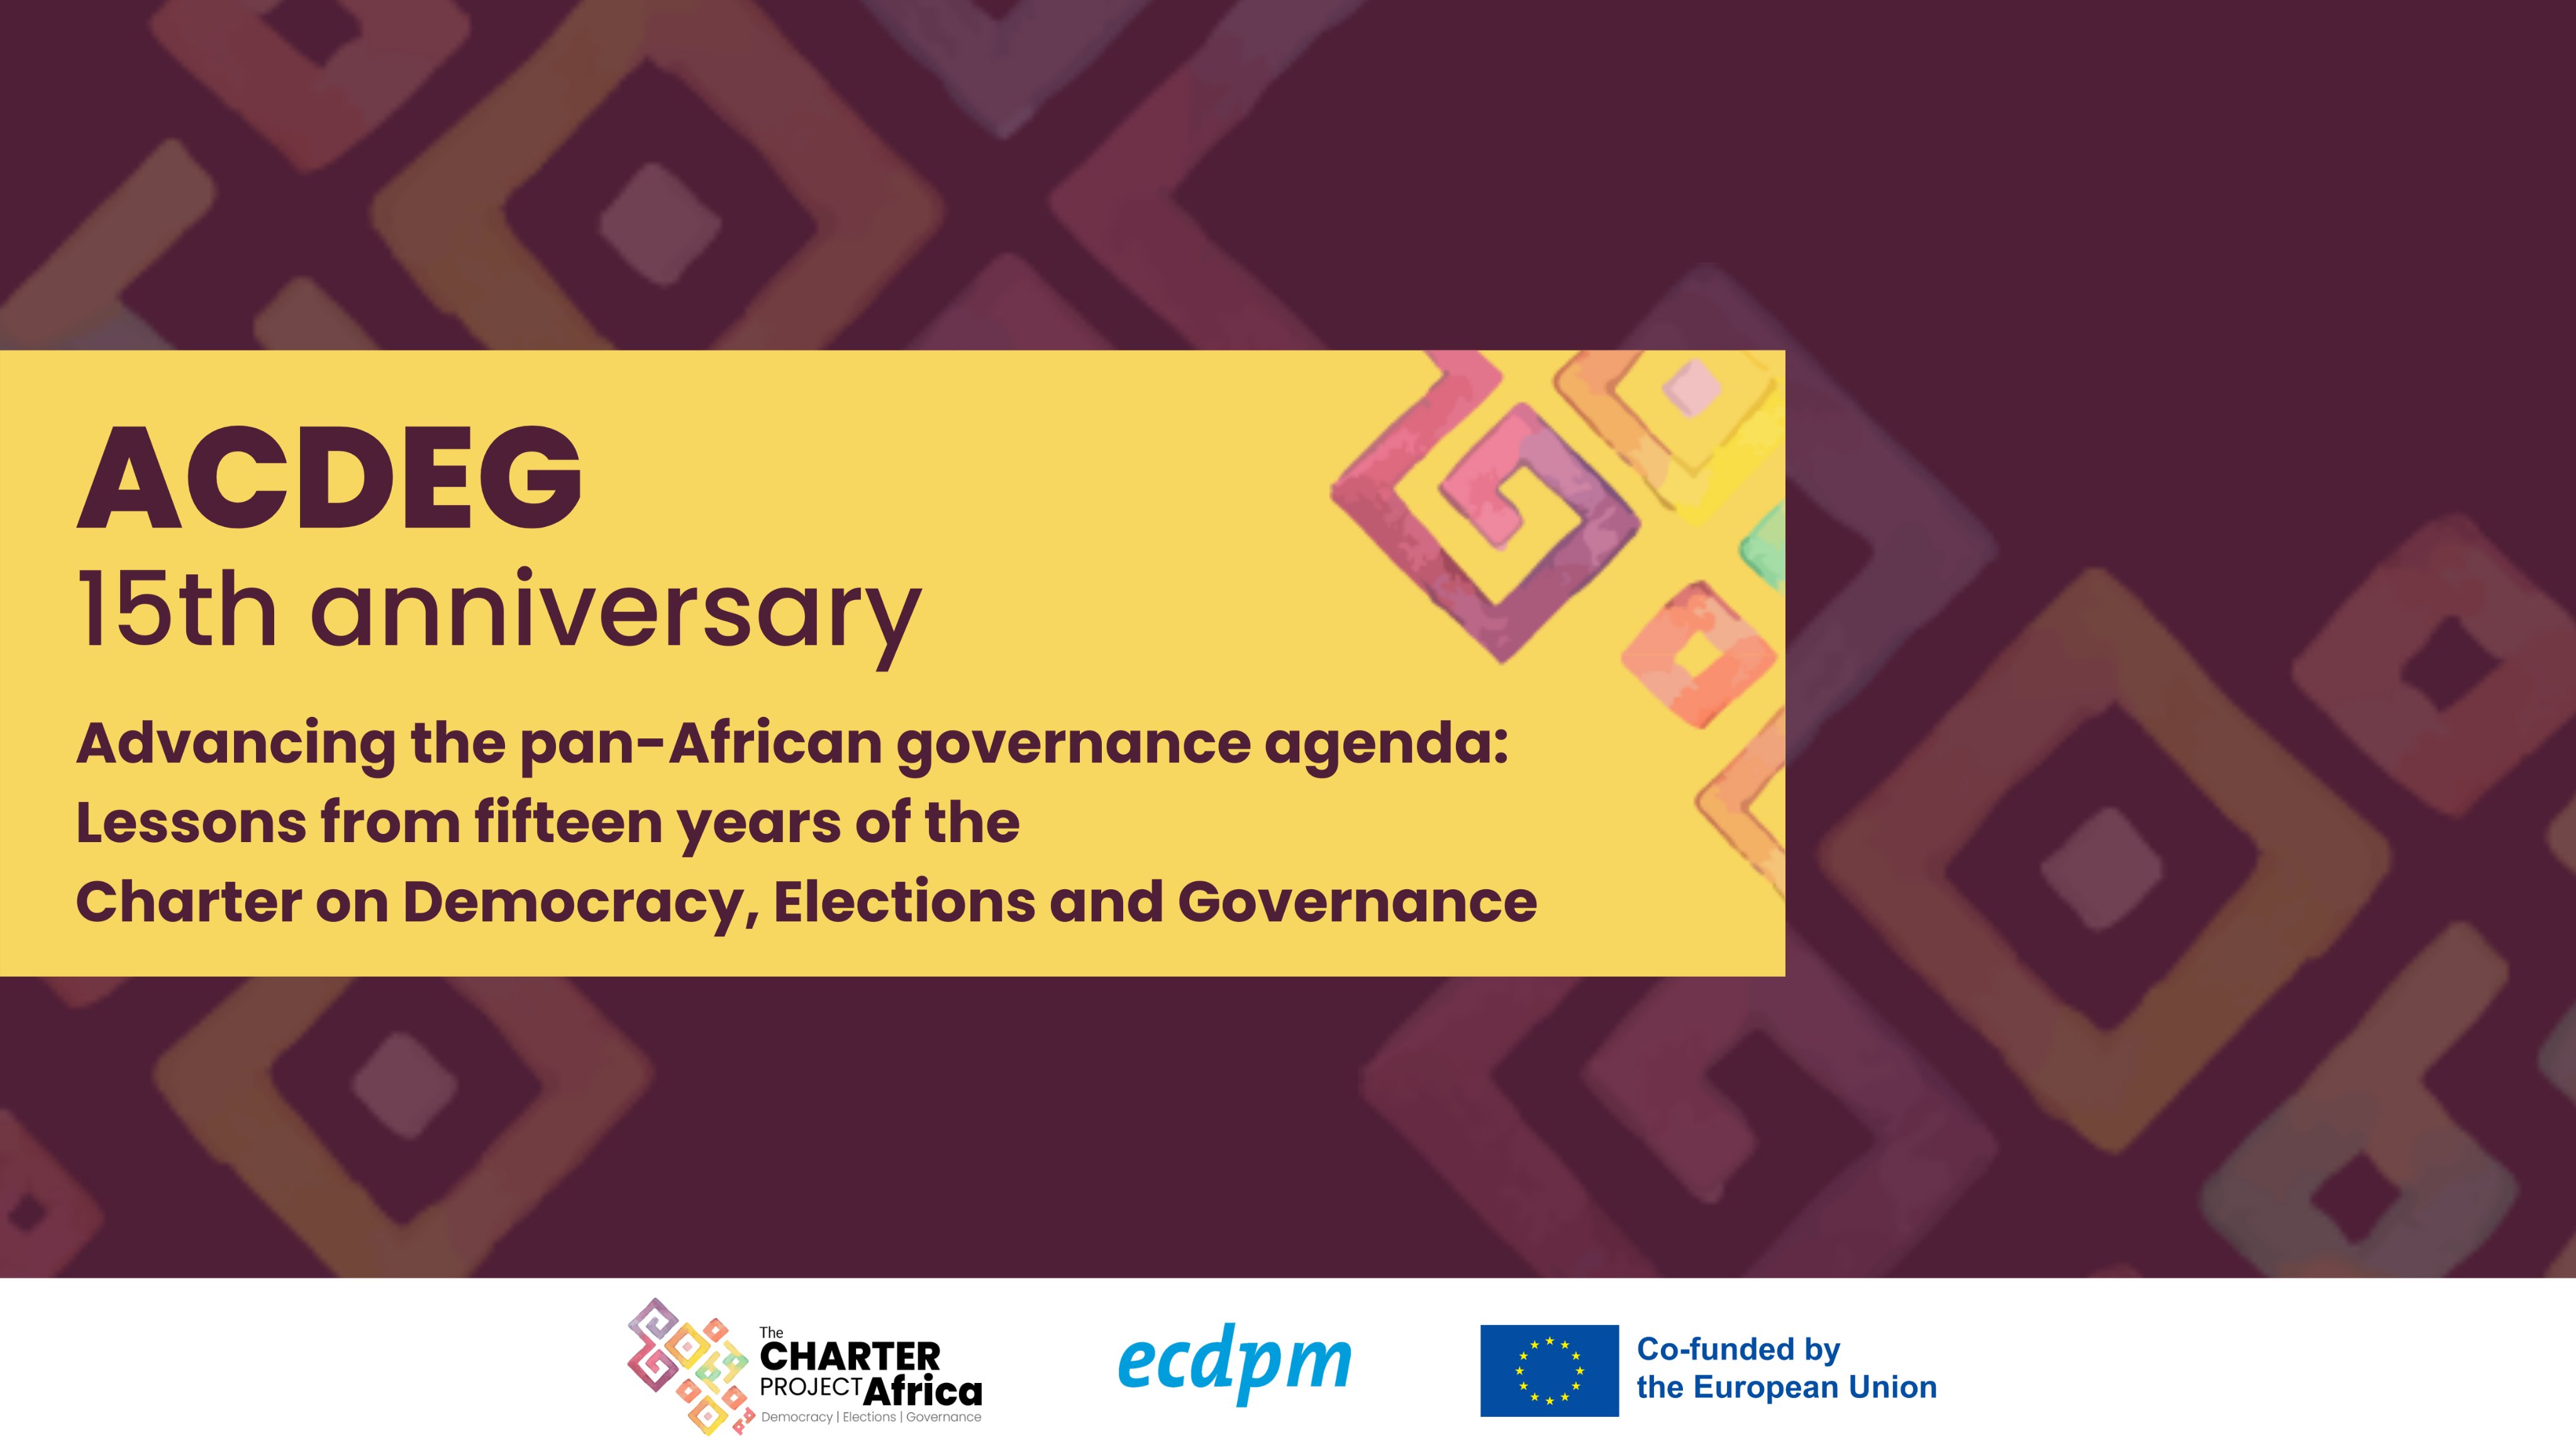 ACDEG
15th anniversary
Advancing the pan-African governance agenda:
Lessons from fifteen years of the
Charter on Democracy, Elections and Governance
The
CHARTER
PROJECT Africa
Democracy | Elections | Governance
ecdpm
Co-funded by
the European Union